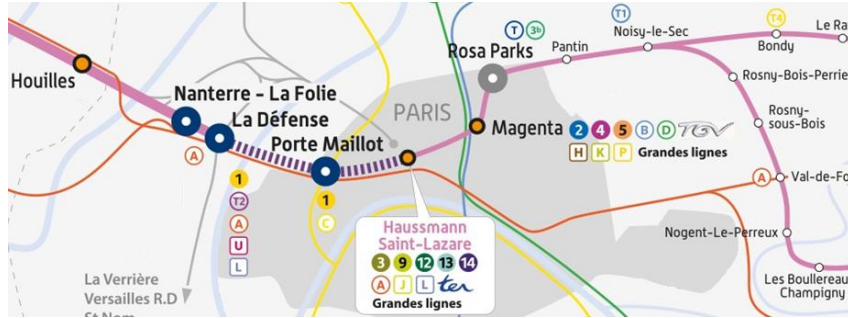 T1
T4
T 3b
Noisy-le-Sec
Le Ra
Rosa Parks
Pantin
Bondy
Houilles
Rosny-Bois-Perrie
Nanterre - La Folie
PARIS
La Défense
Rosny-
sous-Bois
Porte Maillot
Magenta
2 4 5 B D TGV
H K P Grandes lignes
A
1
T2
A
U
L
1
C
A
Val-de-Fo
Haussmann
Saint-Lazare
3 9 12 13 14
A J L ter
Grandes lignes
Nogent-Le-Perreux
La Verrière
Versailles R.D
St Nom
Les Boullereau
Champigny